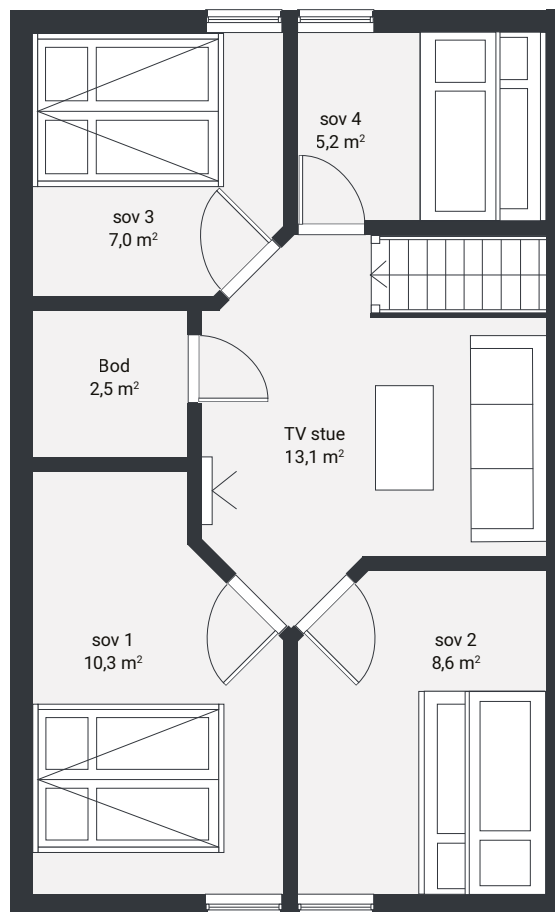 sov 4
5,2 m²
sov 3
7,0 m²
Bod
2,5 m²
TV stue
13,1 m²
sov 1
10,3 m²
sov 2
8,6 m²